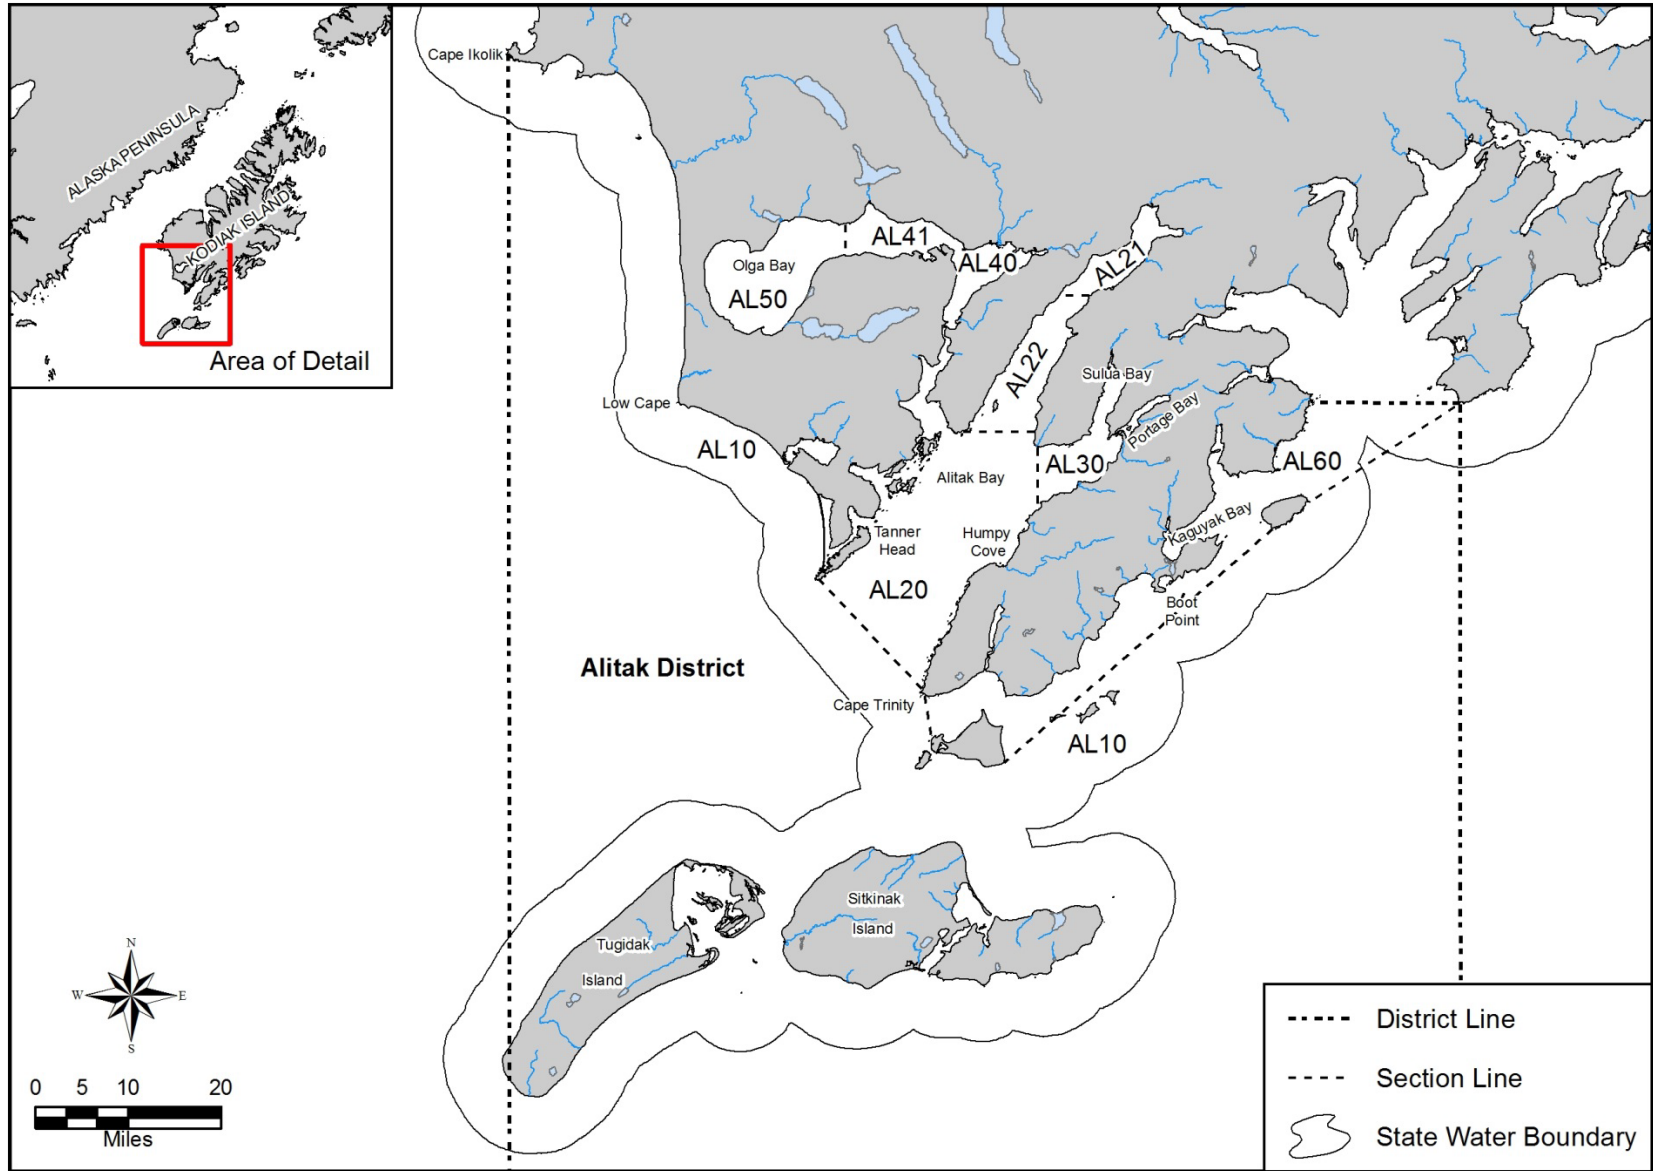 ALASKA PENINSULA
KODIAK ISLAND
Area of Detail
Cape Ikolik
AL41
Olga Bay
AL50
AL40
AL21
AL22
Sulua Bay
Portage Bay
Low Cape
AL10
AL30
AL60
Alitak Bay
Tanner
Head
Humpy
Cove
Kaguyak Bay
AL20
Boot
Point
Alitak District
Cape Trinity
AL10
Sitkinak
Island
Tugidak
Island
N
W
E
S
0 5 10 20
Miles
District Line
Section Line
State Water Boundary